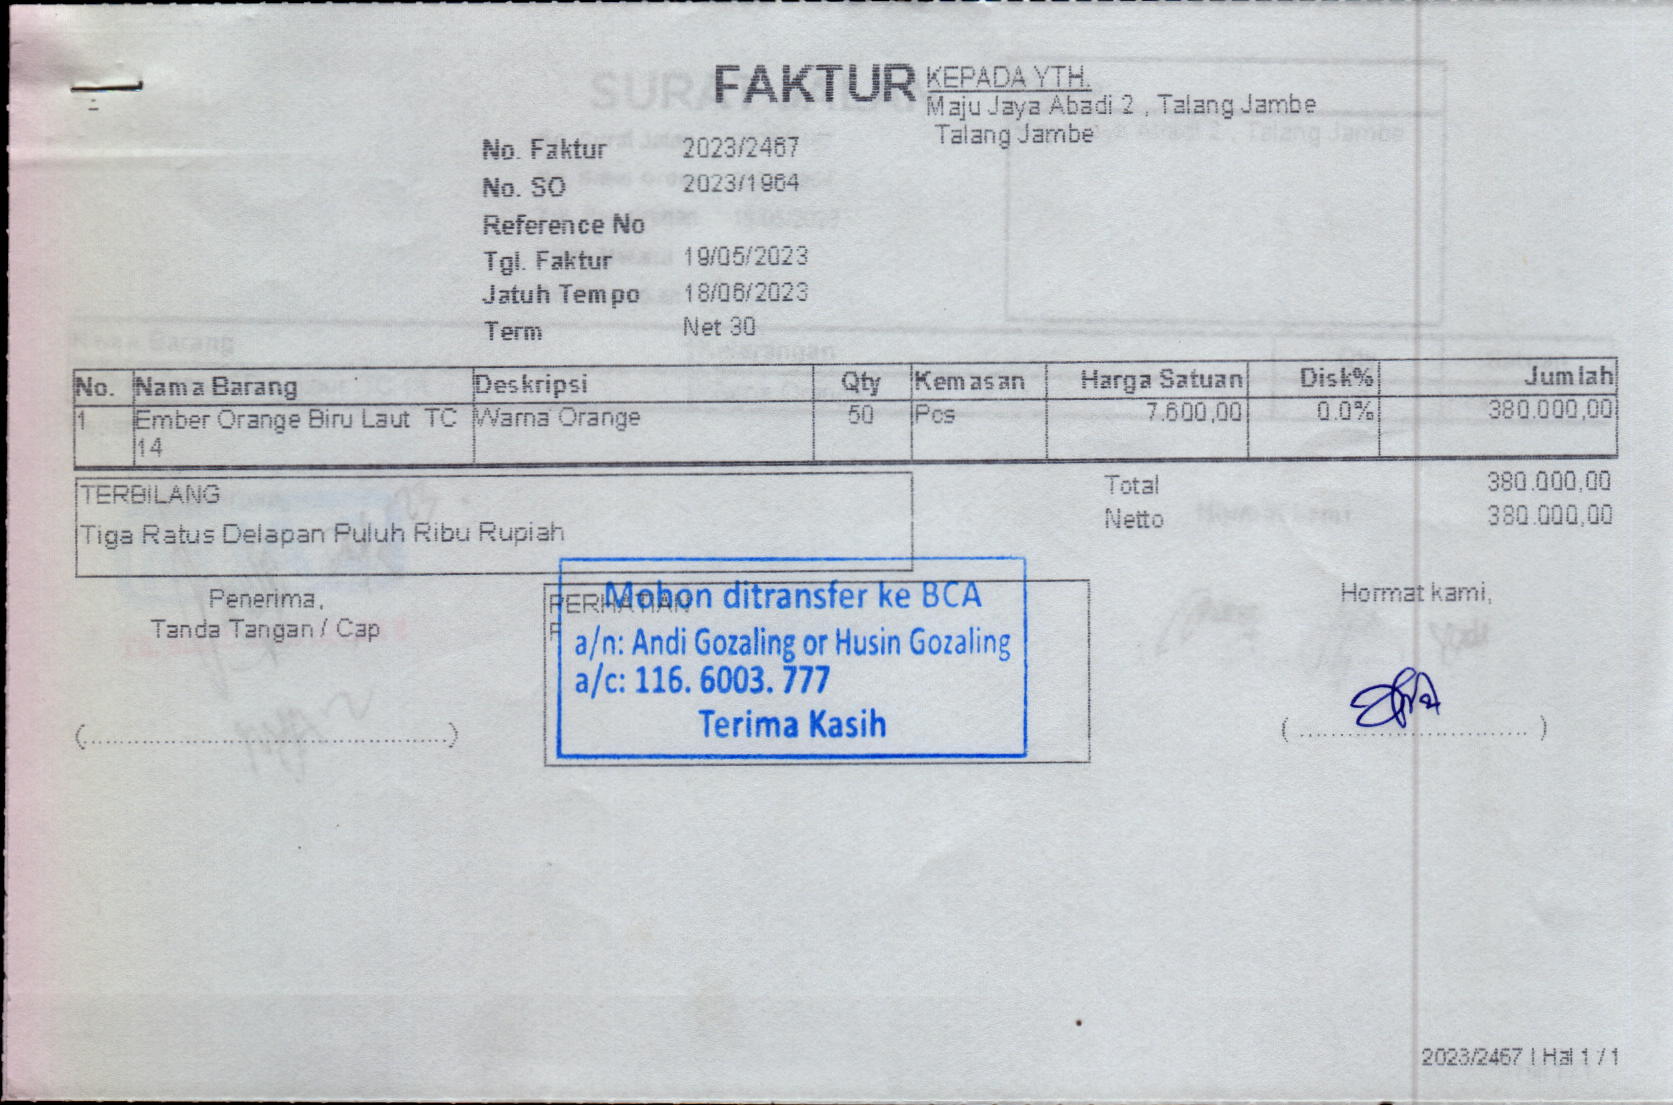 FAKTUR
KEPADA YTH.
Maju Jaya Abadi 2 , Talang Jambe
Talang Jambe
No. Faktur 2023/2467
No. SO 2023/1964
Reference No
Tgl. Faktur 19/05/2023
Jatuh Tempo 18/06/2023
Term Net 30
No. Nama Barang Deskripsi Qty Kemasan Harga Satuan Disk% Jumlah
1 Ember Orange Biru Laut TC Warna Orange 50 Pcs 7.600,00 0.0% 380.000,00
14
TERBILANG
Tiga Ratus Delapan Puluh Ribu Rupiah
Total 380.000,00
Netto 380.000,00
Penerima,
Tanda Tangan / Cap
(..................................................)
PERHATIAN
Mohon ditransfer ke BCA
a/n: Andi Gozaling or Husin Gozaling
a/c: 116. 6003. 777
Terima Kasih
Hormat kami,
( ................................ )
2023/2467 | Hal 1 / 1